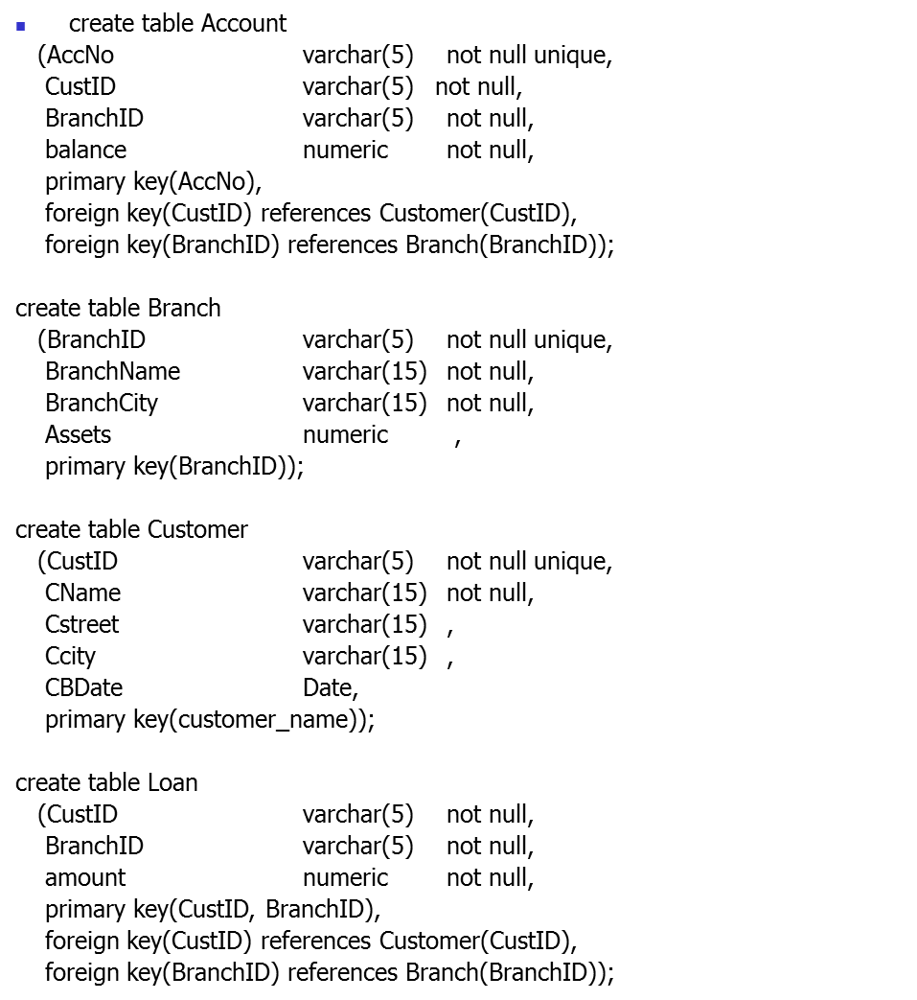 create table Account
(AccNo varchar(5) not null unique,
CustID varchar(5) not null,
BranchID varchar(5) not null,
balance numeric not null,
primary key(AccNo),
foreign key(CustID) references Customer(CustID),
foreign key(BranchID) references Branch(BranchID));
create table Branch
(BranchID varchar(5) not null unique,
BranchName varchar(15) not null,
BranchCity varchar(15) not null,
Assets numeric ,
primary key(BranchID));
create table Customer
(CustID varchar(5) not null unique,
CName varchar(15) not null,
Cstreet varchar(15) ,
Ccity varchar(15) ,
CBDate Date,
primary key(customer_name));
create table Loan
(CustID varchar(5) not null,
BranchID varchar(5) not null,
amount numeric not null,
primary key(CustID, BranchID),
foreign key(CustID) references Customer(CustID),
foreign key(BranchID) references Branch(BranchID));